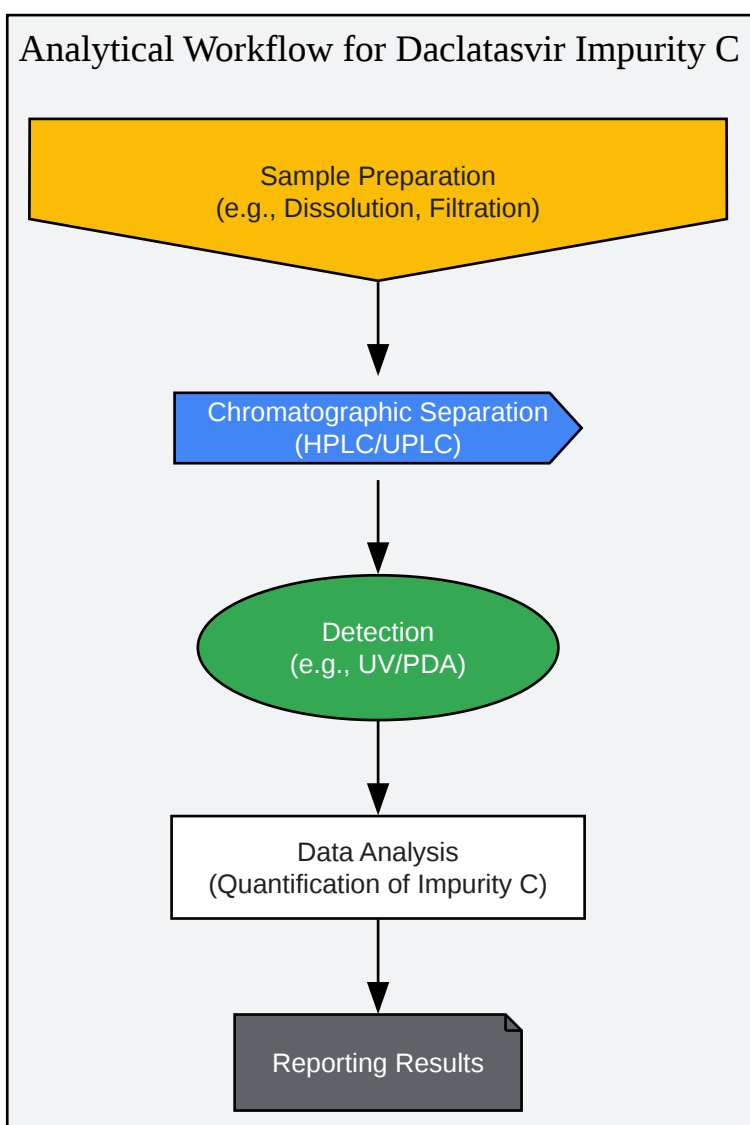 Analytical Workflow for Daclatasvir Impurity C
Sample Preparation
(e.g., Dissolution, Filtration)
Chromatographic Separation
(HPLC/UPLC)
Detection
(e.g., UV/PDA)
Data Analysis
(Quantification of Impurity C)
Reporting Results